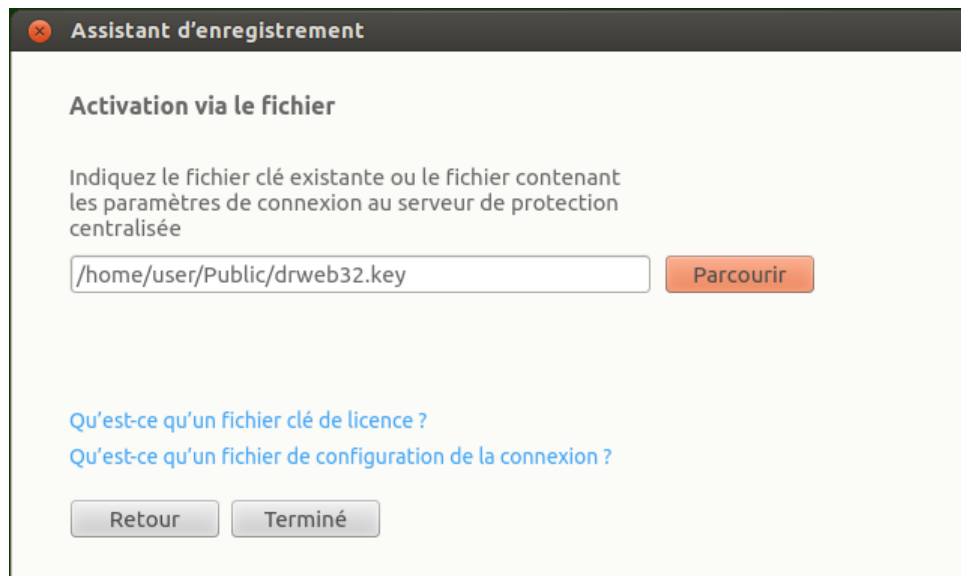 Assistant d’enregistrement
Activation via le fichier
Indiquez le fichier clé existante ou le fichier contenant
les paramètres de connexion au serveur de protection
centralisée
/home/user/Public/drweb32.key
Parcourir
Qu’est-ce qu’un fichier clé de licence ?
Qu’est-ce qu’un fichier de configuration de la connexion ?
Retour
Terminé